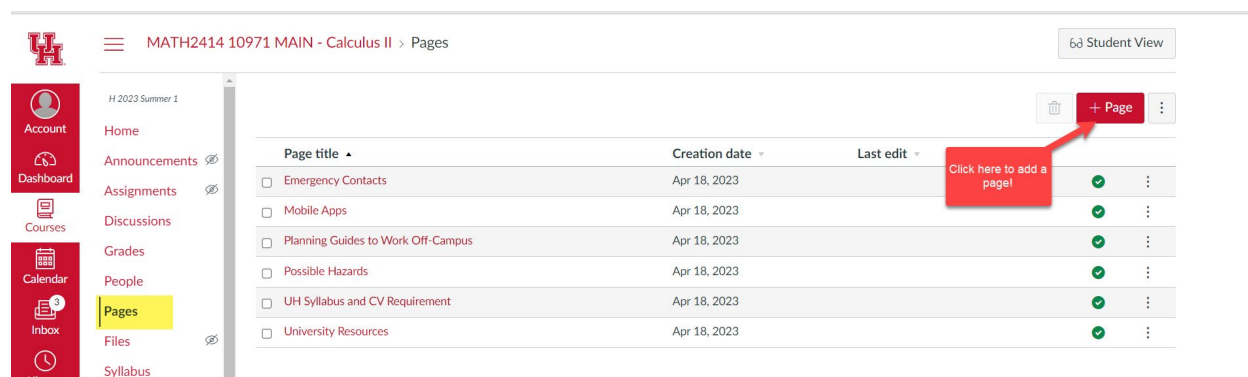 UH
MATH2414 10971 MAIN - Calculus II > Pages
Student View
H 2023 Summer 1
+ Page
Account
Home
Announcements
Dashboard
Assignments
Courses
Discussions
Grades
Calendar
People
3
Inbox
Pages
Files
Syllabus
Page title Creation date Last edit
Click here to add a
page!
Emergency Contacts Apr 18, 2023
Mobile Apps Apr 18, 2023
Planning Guides to Work Off-Campus Apr 18, 2023
Possible Hazards Apr 18, 2023
UH Syllabus and CV Requirement Apr 18, 2023
University Resources Apr 18, 2023